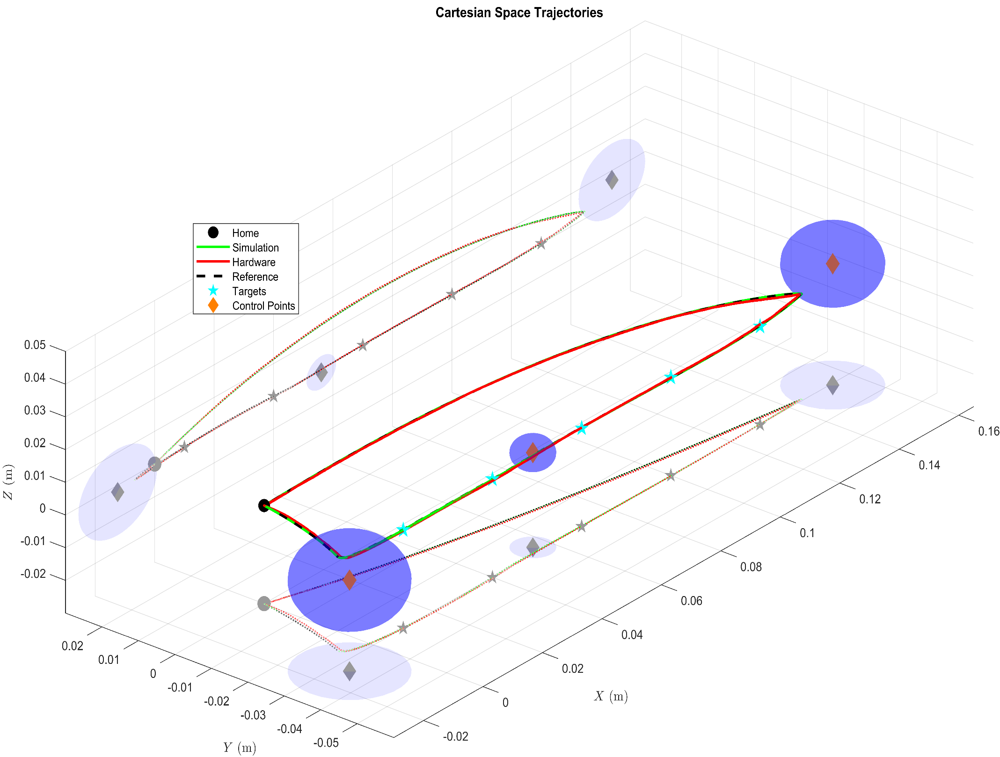 Cartesian Space Trajectories
Home
Simulation
Hardware
Reference
Targets
Control Points
0.05
0.04
0.03
0.02
0.01
0
-0.01
-0.02
Z (m)
0.02
0.01
0
-0.01
-0.02
-0.03
-0.04
-0.05
Y (m)
0.16
0.14
0.12
0.1
0.08
0.06
0.04
0.02
0
-0.02
X (m)